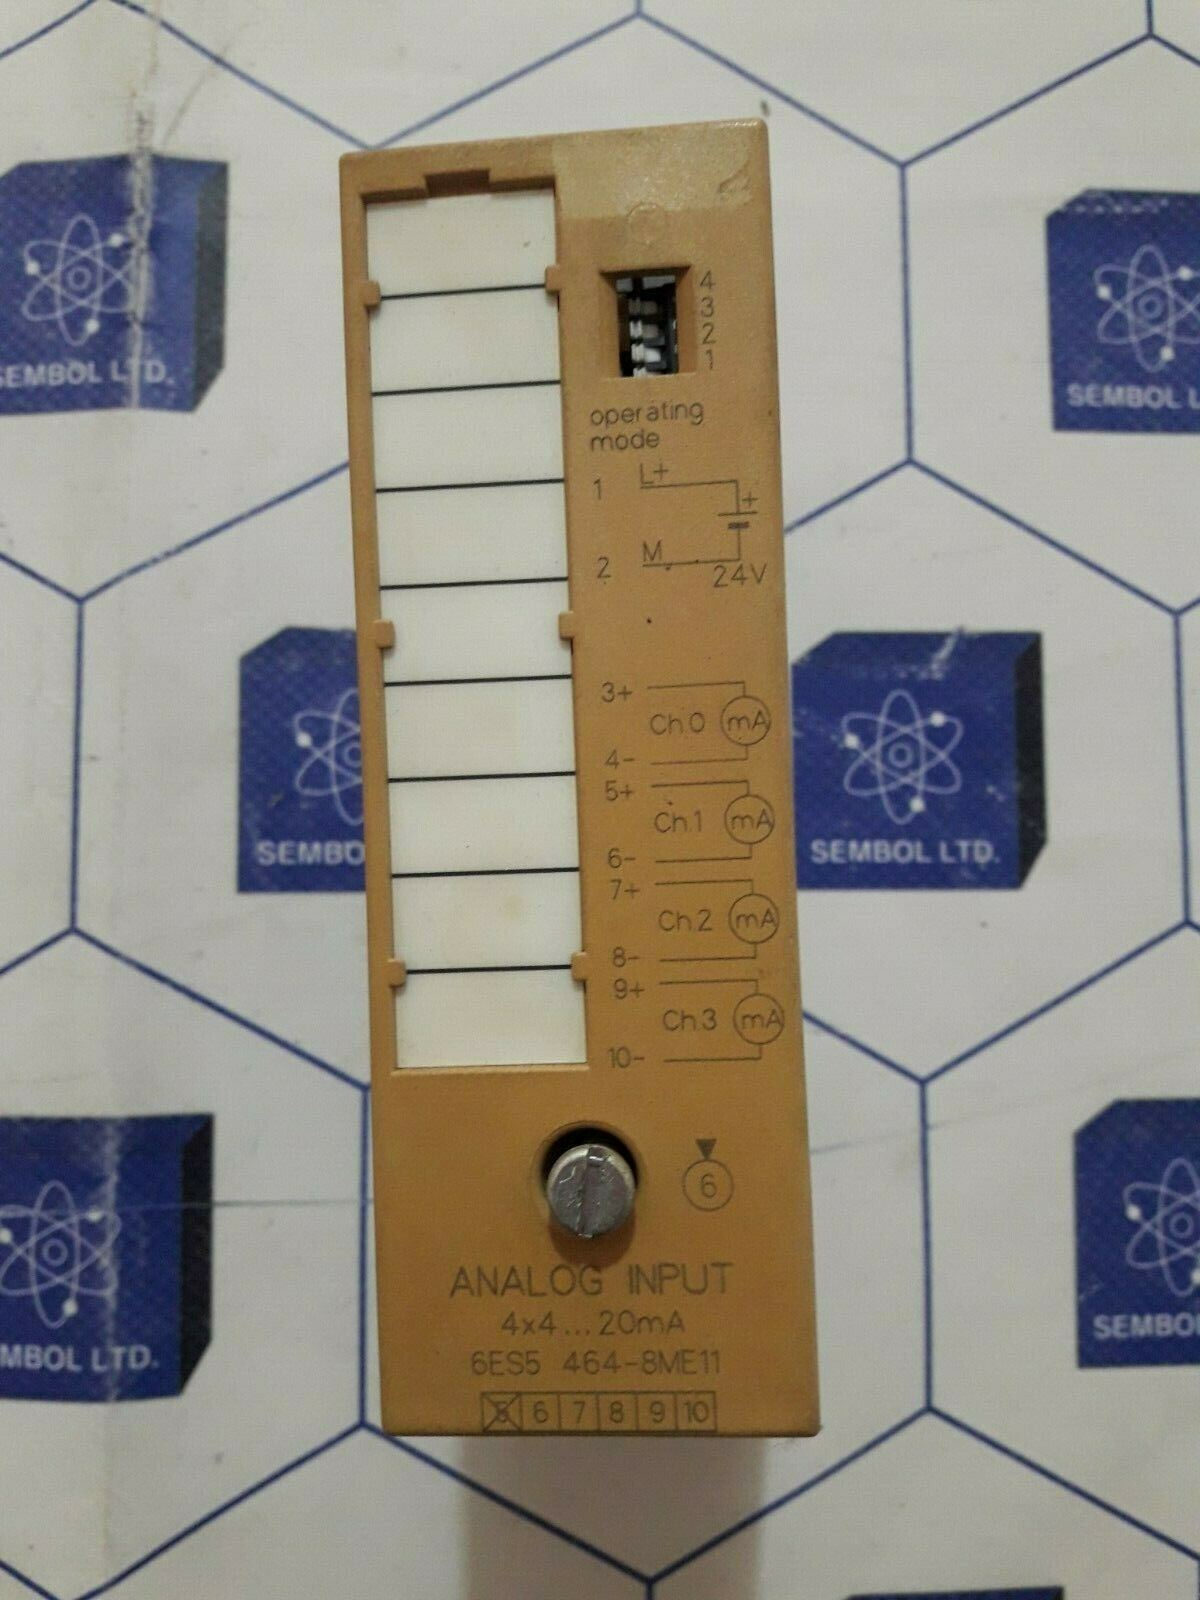 4
3
2
1
operating
mode
1 L+
+
2 M
24V
3+
Ch.0 mA
4-
5+
Ch.1 mA
6-
7+
Ch.2 mA
8-
9+
Ch.3 mA
10-
6
ANALOG INPUT
4x4...20mA
6ES5 464-8ME11
5 6 7 8 9 10
SEMBOL LTD.
SEMBOL L
SEMBO
SEMBOL LTD.
MBOL LTD.
SEMBOL